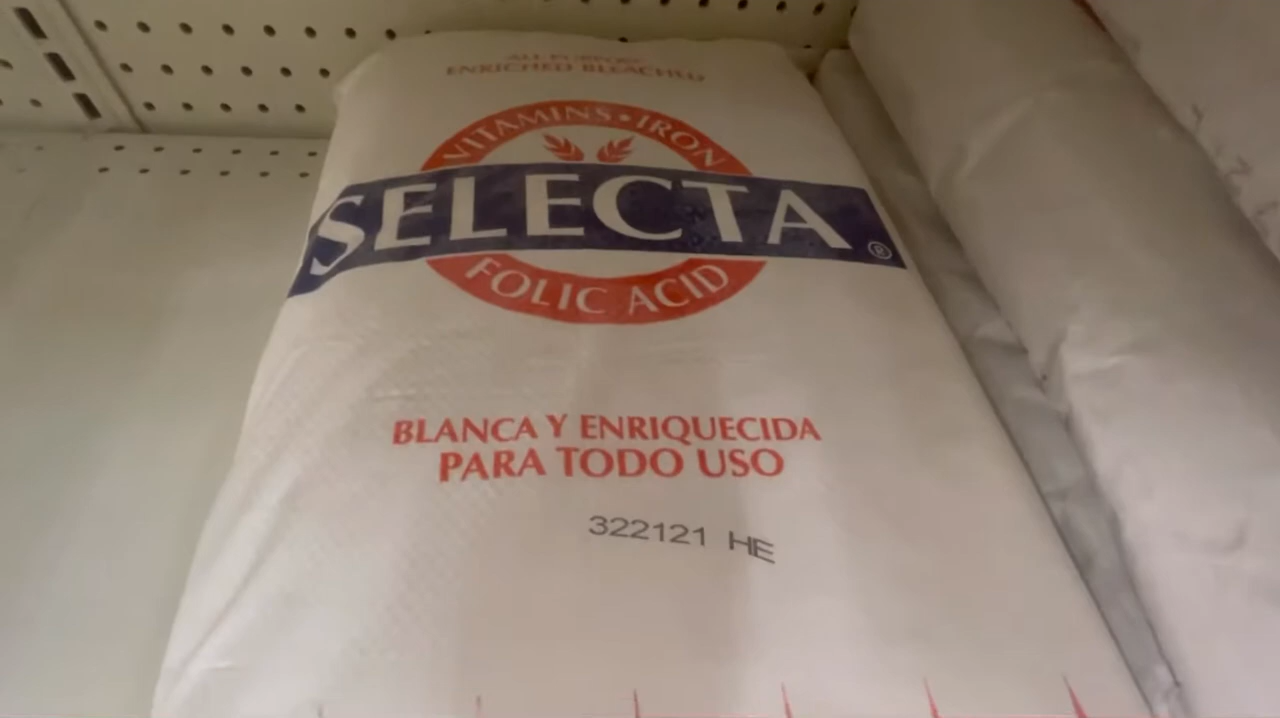 ALL PURPOSE
ENRICHED BLEACHED
VITAMINS • IRON
SELECTA ®
FOLIC ACID
BLANCA Y ENRIQUECIDA
PARA TODO USO
322121 HE